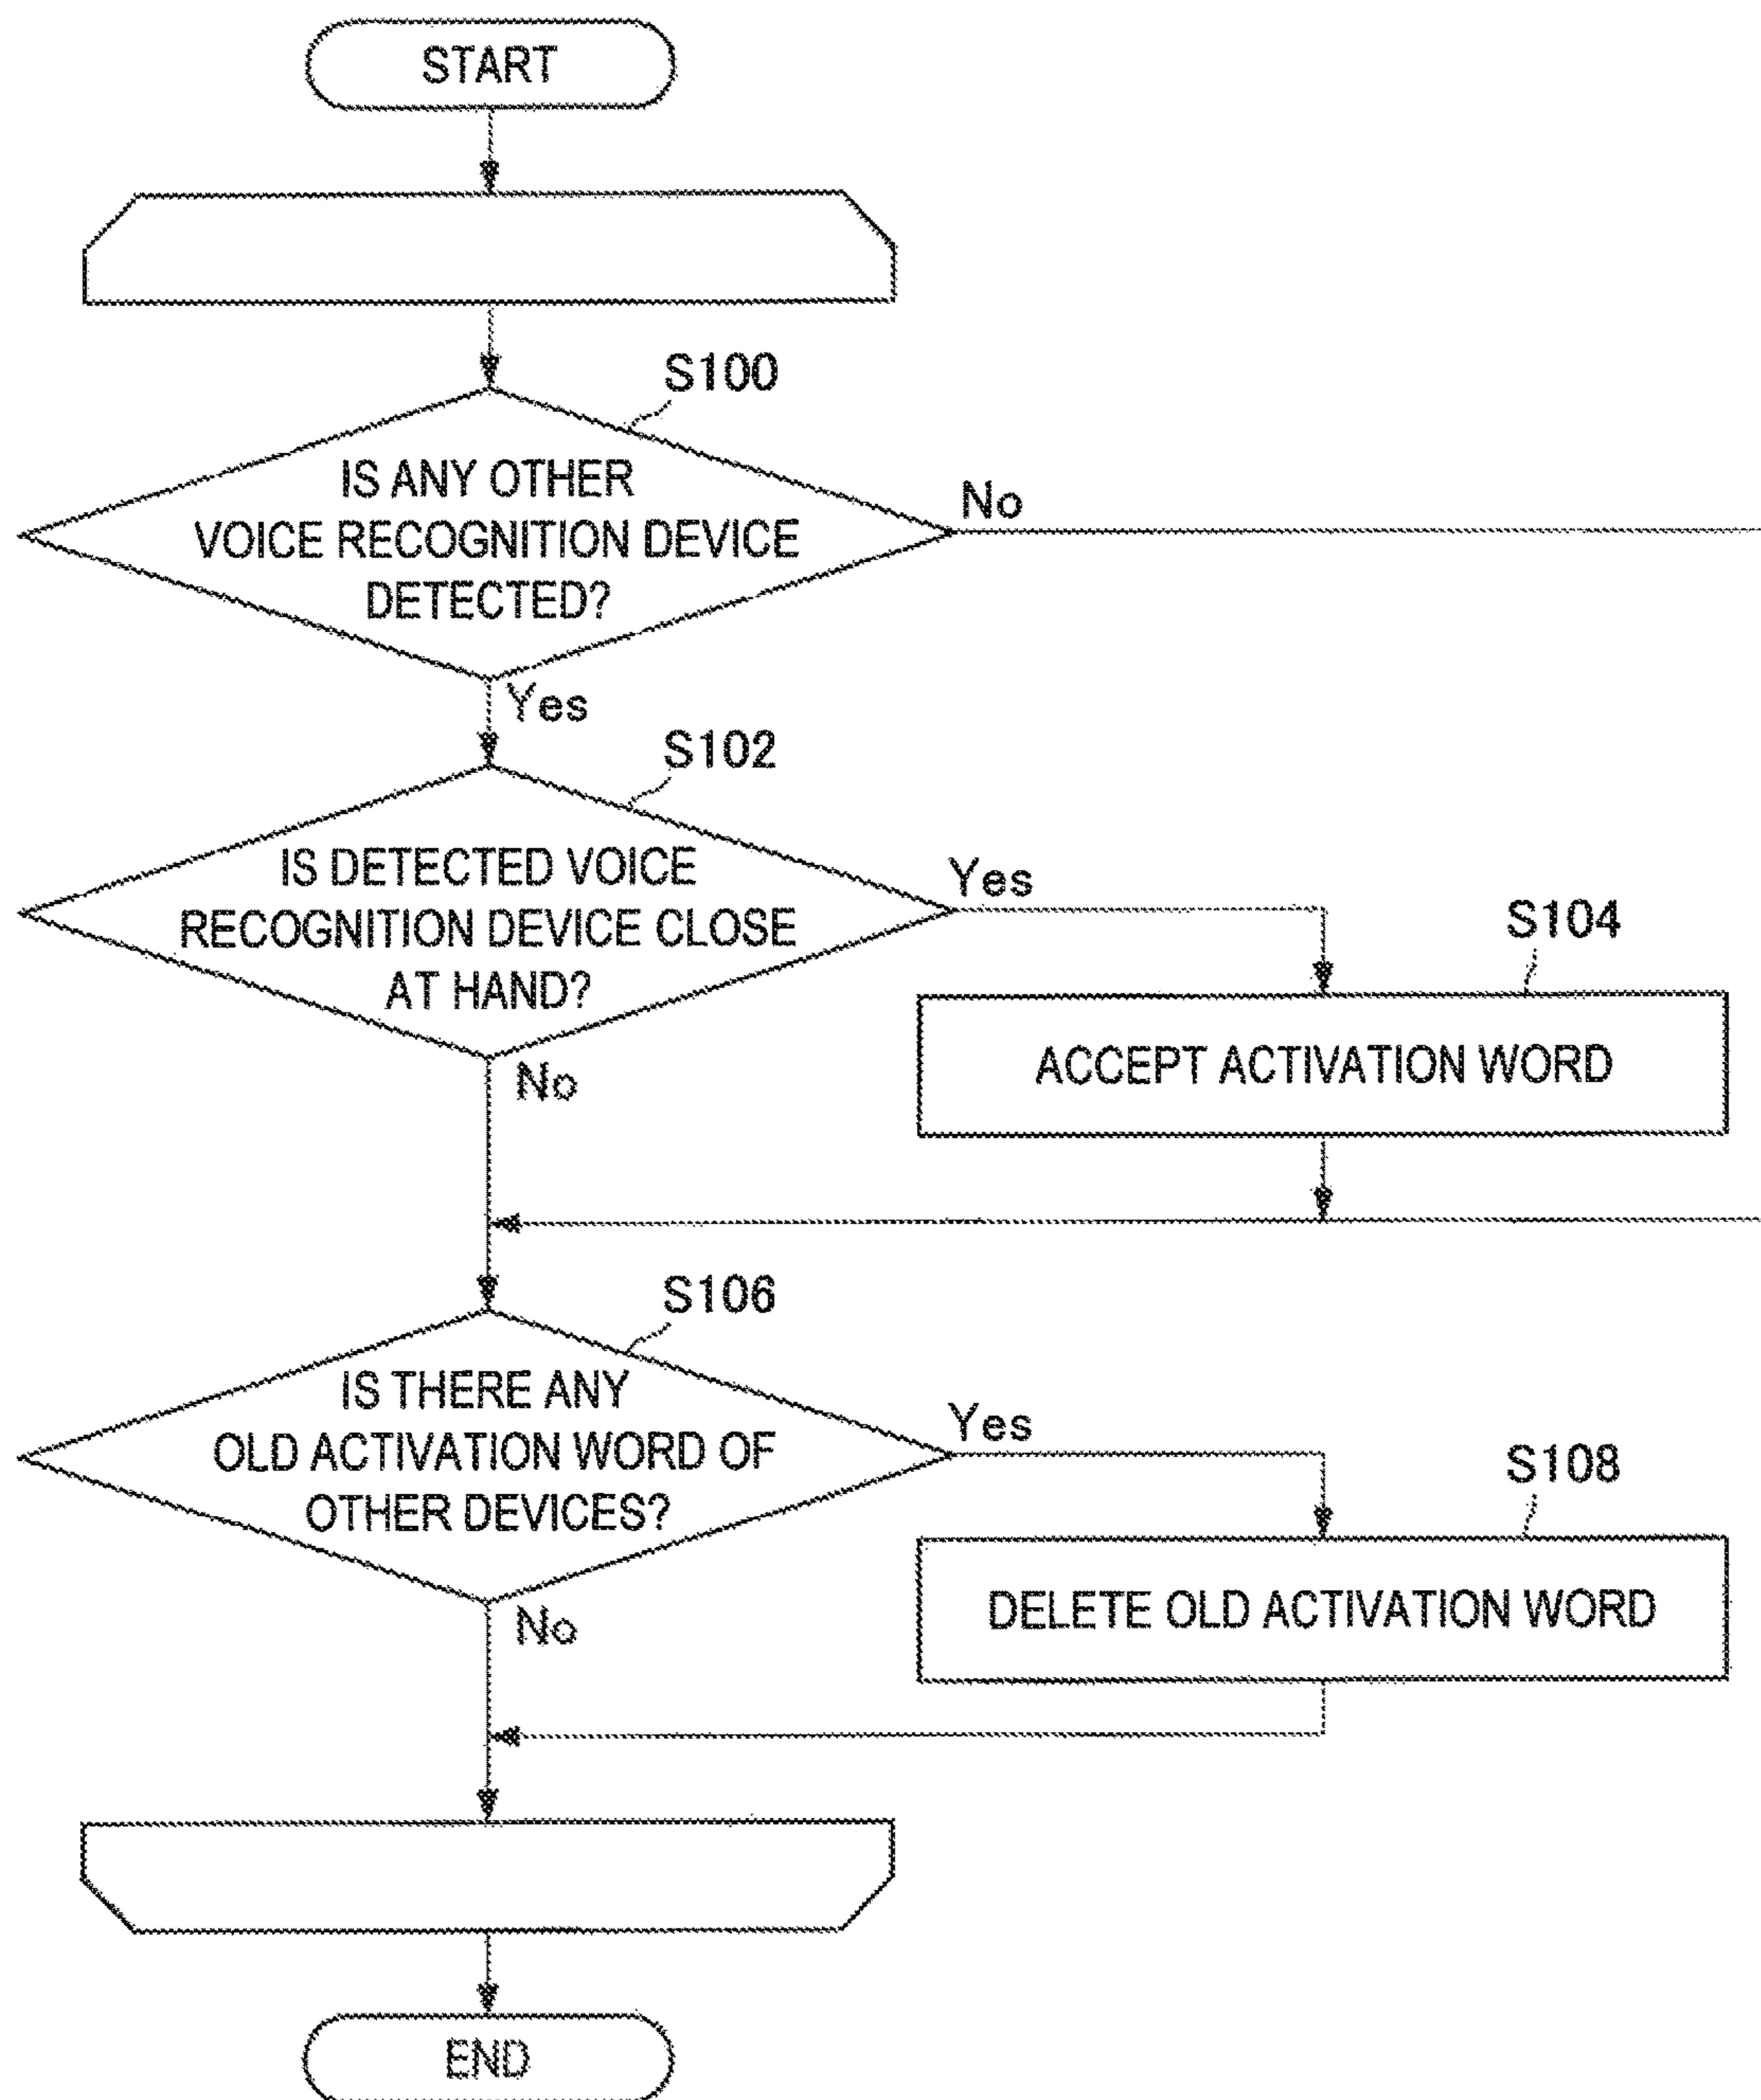 START
S100
IS ANY OTHER
VOICE RECOGNITION DEVICE
DETECTED?
No
Yes
S102
IS DETECTED VOICE
RECOGNITION DEVICE CLOSE
AT HAND?
Yes
No
S104
ACCEPT ACTIVATION WORD
S106
IS THERE ANY
OLD ACTIVATION WORD OF
OTHER DEVICES?
Yes
No
S108
DELETE OLD ACTIVATION WORD
END